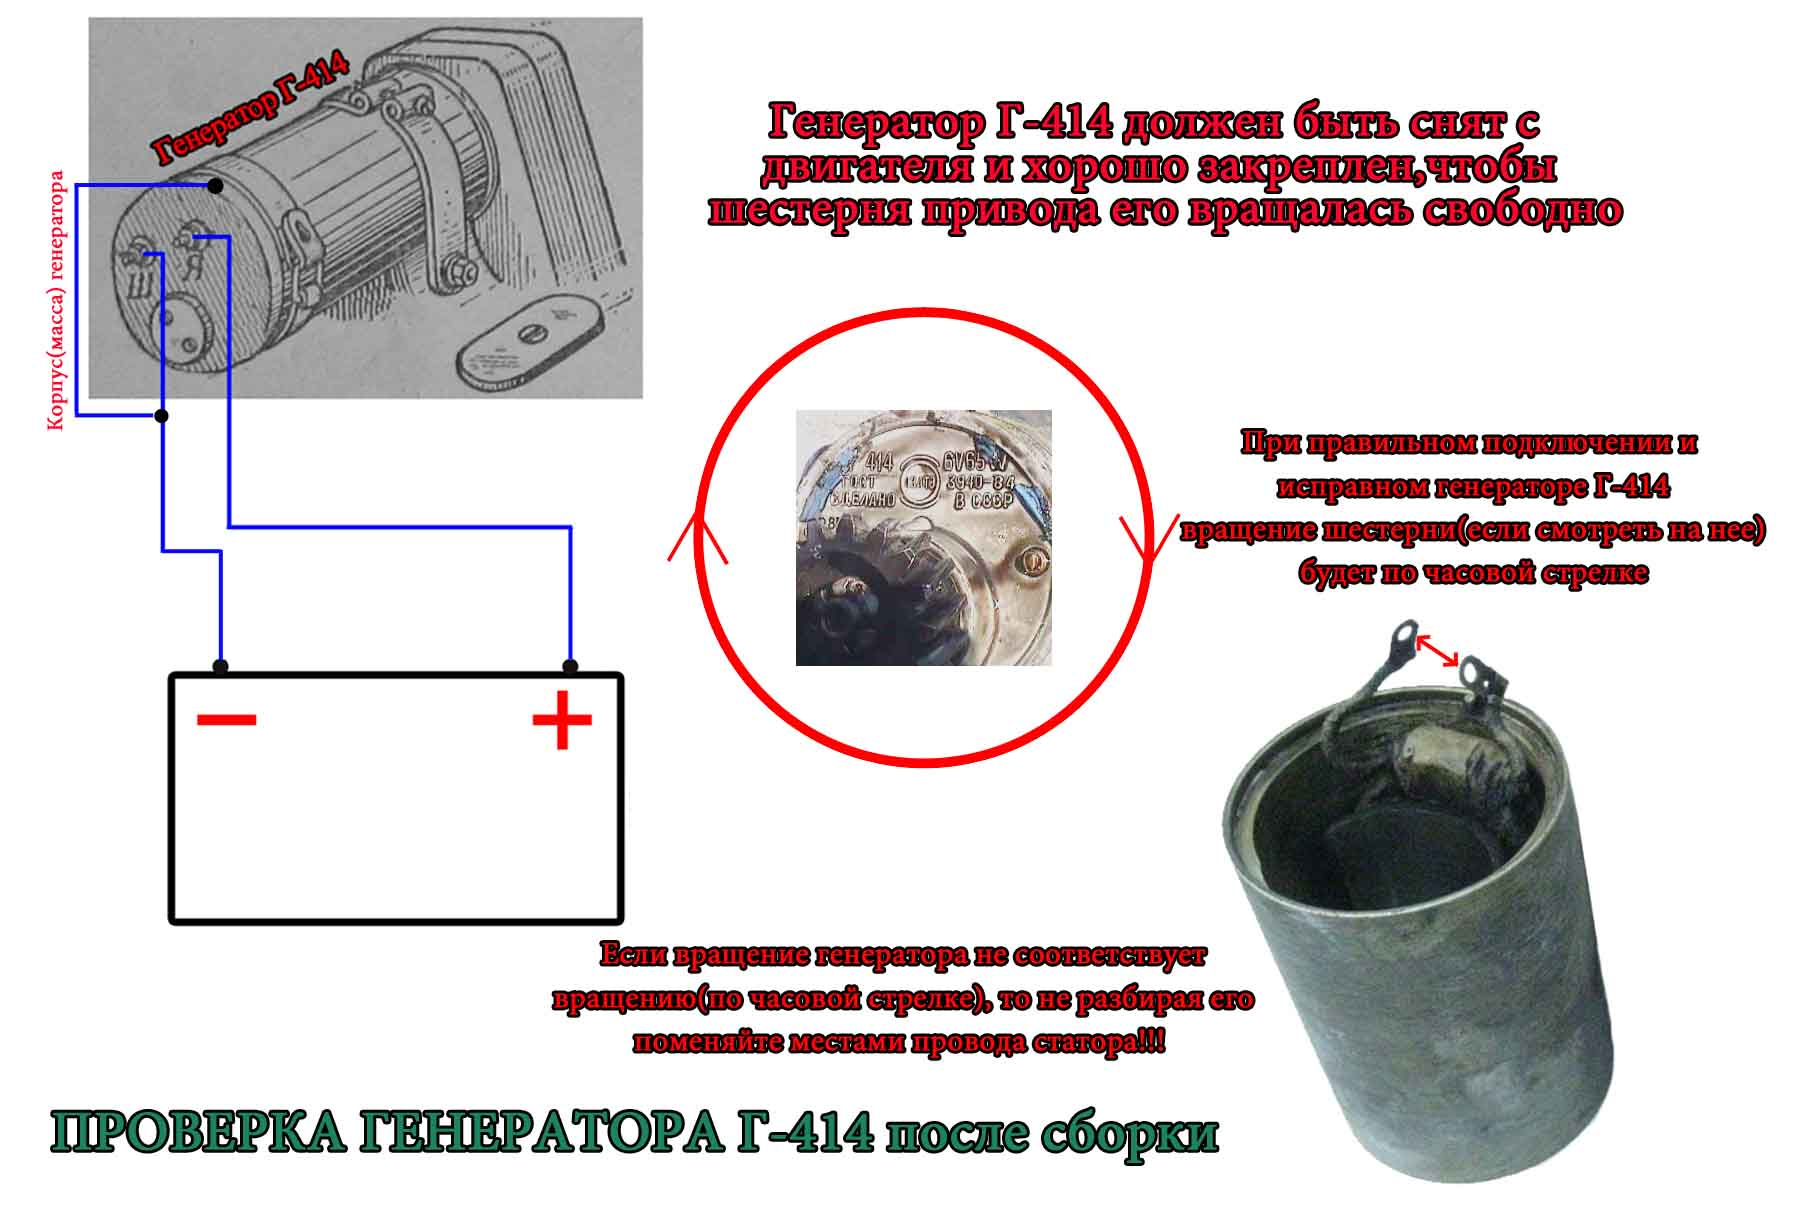 Генератор Г-414
Корпус(масса) генератора
Ш
Я
Генератор Г-414 должен быть снят с
двигателя и хорошо закреплен,чтобы
шестерня привода его вращалась свободно
414 6V65W
ГОСТ 3940-84
СДЕЛАНО В СССР
При правильном подключении и
исправном генераторе Г-414
вращение шестерни(если смотреть на нее)
будет по часовой стрелке
− +
Если вращение генератора не соответствует
вращению(по часовой стрелке), то не разбирая его
поменяйте местами провода статора!!!
ПРОВЕРКА ГЕНЕРАТОРА Г-414 после сборки